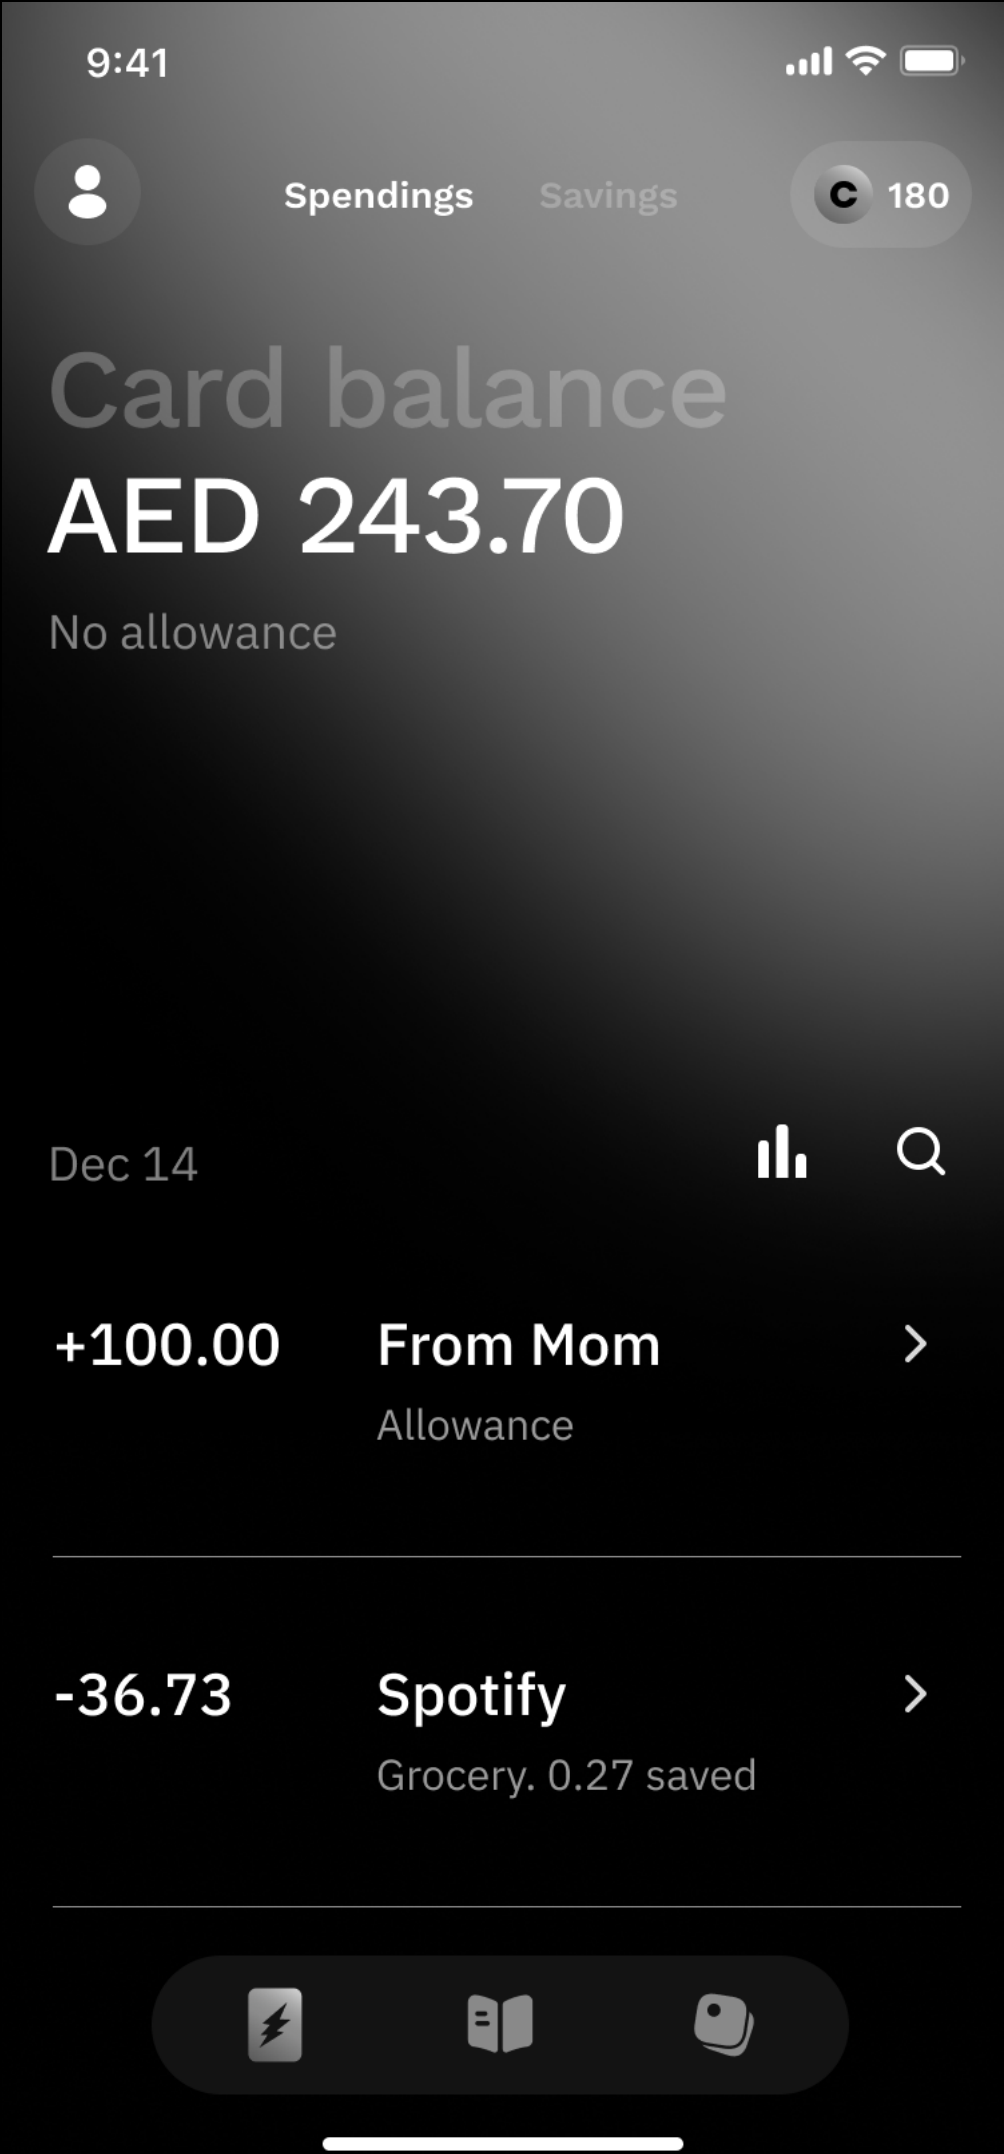 9:41
Spendings Savings C 180
Card balance
AED 243.70
No allowance
Dec 14
+100.00 From Mom
Allowance
-36.73 Spotify
Grocery. 0.27 saved